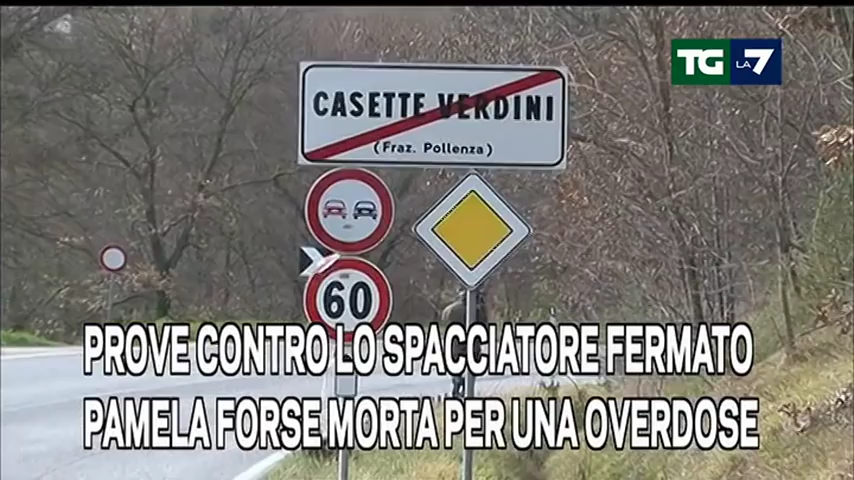 TG LA7
CASETTE VERDINI
(Fraz. Pollenza)
60
PROVE CONTRO LO SPACCIATORE FERMATO
PAMELA FORSE MORTA PER UNA OVERDOSE